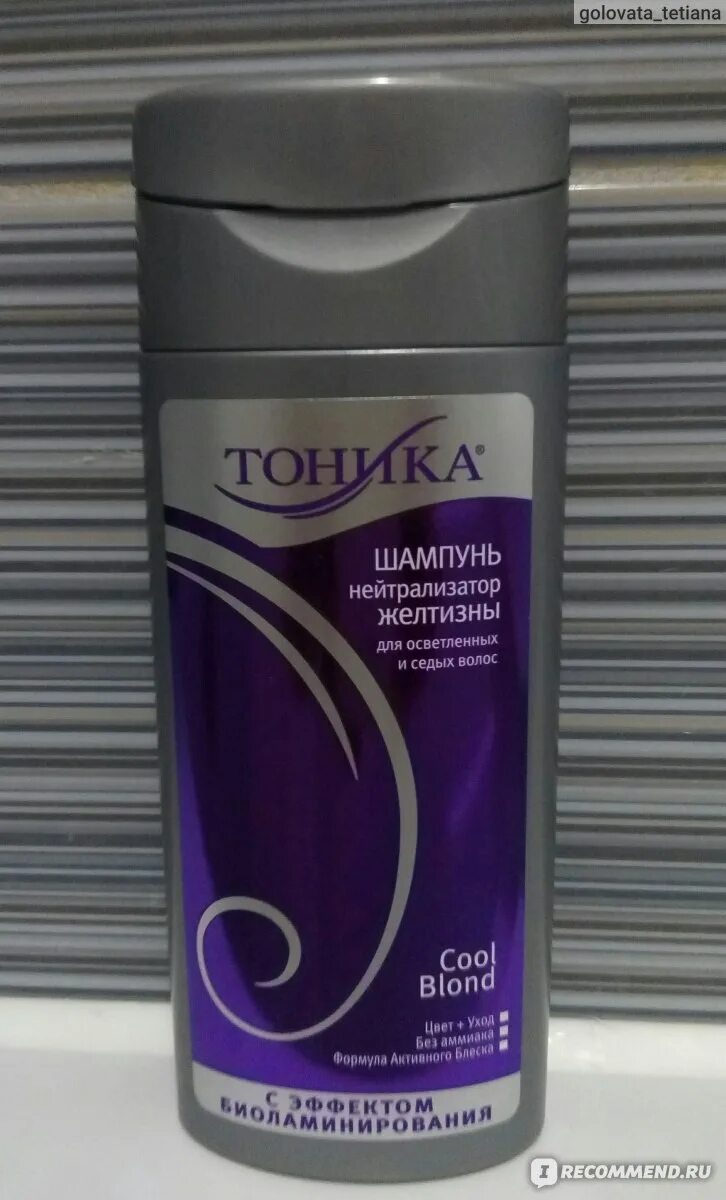 golovata_tetiana
ТОНИКА®
ШАМПУНЬ
нейтрализатор
ЖЕЛТИЗНЫ
для осветленных
и седых волос
Cool
Blond
Цвет + Уход
Без аммиака
Формула Активного Блеска
С ЭФФЕКТОМ
БИОЛАМИНИРОВАНИЯ
I RECOMMEND.RU